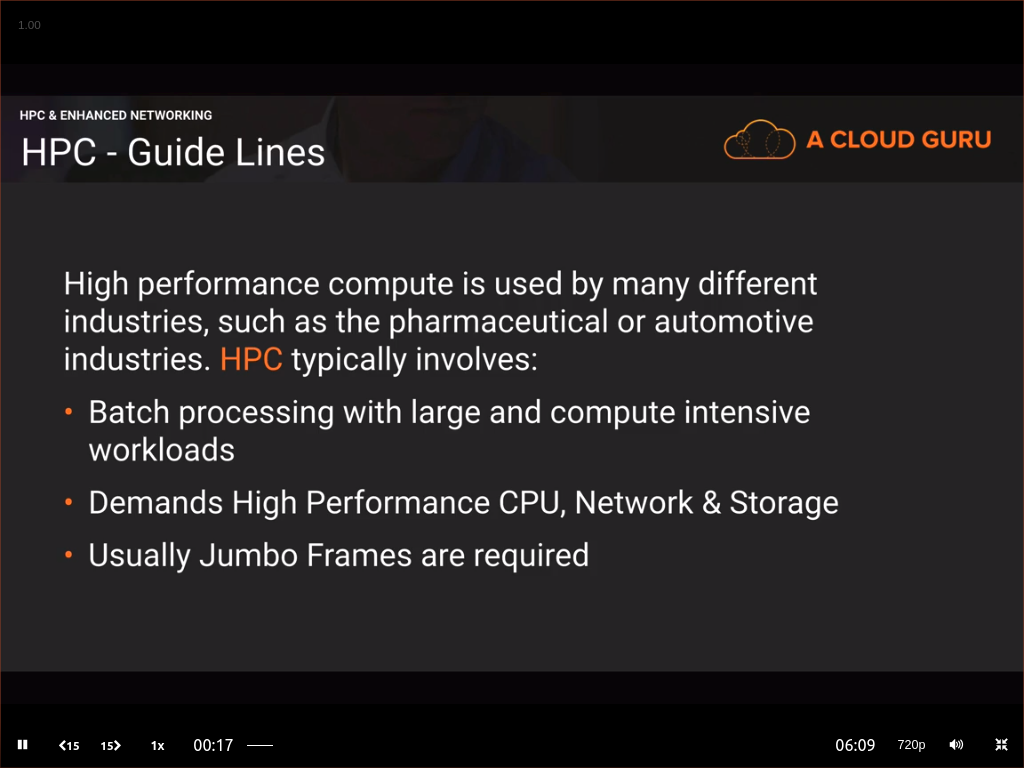 1.00
HPC & ENHANCED NETWORKING
HPC - Guide Lines
A CLOUD GURU
High performance compute is used by many different
industries, such as the pharmaceutical or automotive
industries. HPC typically involves:
• Batch processing with large and compute intensive
workloads
• Demands High Performance CPU, Network & Storage
• Usually Jumbo Frames are required
15 15 1x 00:17 06:09 720p